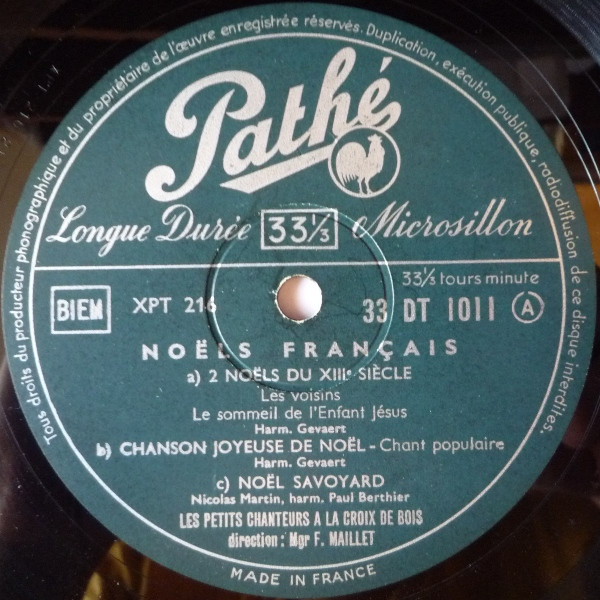 Tous droits du producteur phonographique et du propriétaire de l'œuvre enregistrée réservés. Duplication, exécution publique, radiodiffusion de ce disque interdites.
Pathé
Longue Durée 33⅓ Microsillon
33⅓ tours minute
BIEM XPT 216 33 DT 1011 A
NOËLS FRANÇAIS
a) 2 NOËLS DU XIIIᵉ SIÈCLE
Les voisins
Le sommeil de l'Enfant Jésus
Harm. Gevaert
b) CHANSON JOYEUSE DE NOËL - Chant populaire
Harm. Gevaert
c) NOËL SAVOYARD
Nicolas Martin, harm. Paul Berthier
LES PETITS CHANTEURS A LA CROIX DE BOIS
direction : Mgr F. MAILLET
MADE IN FRANCE